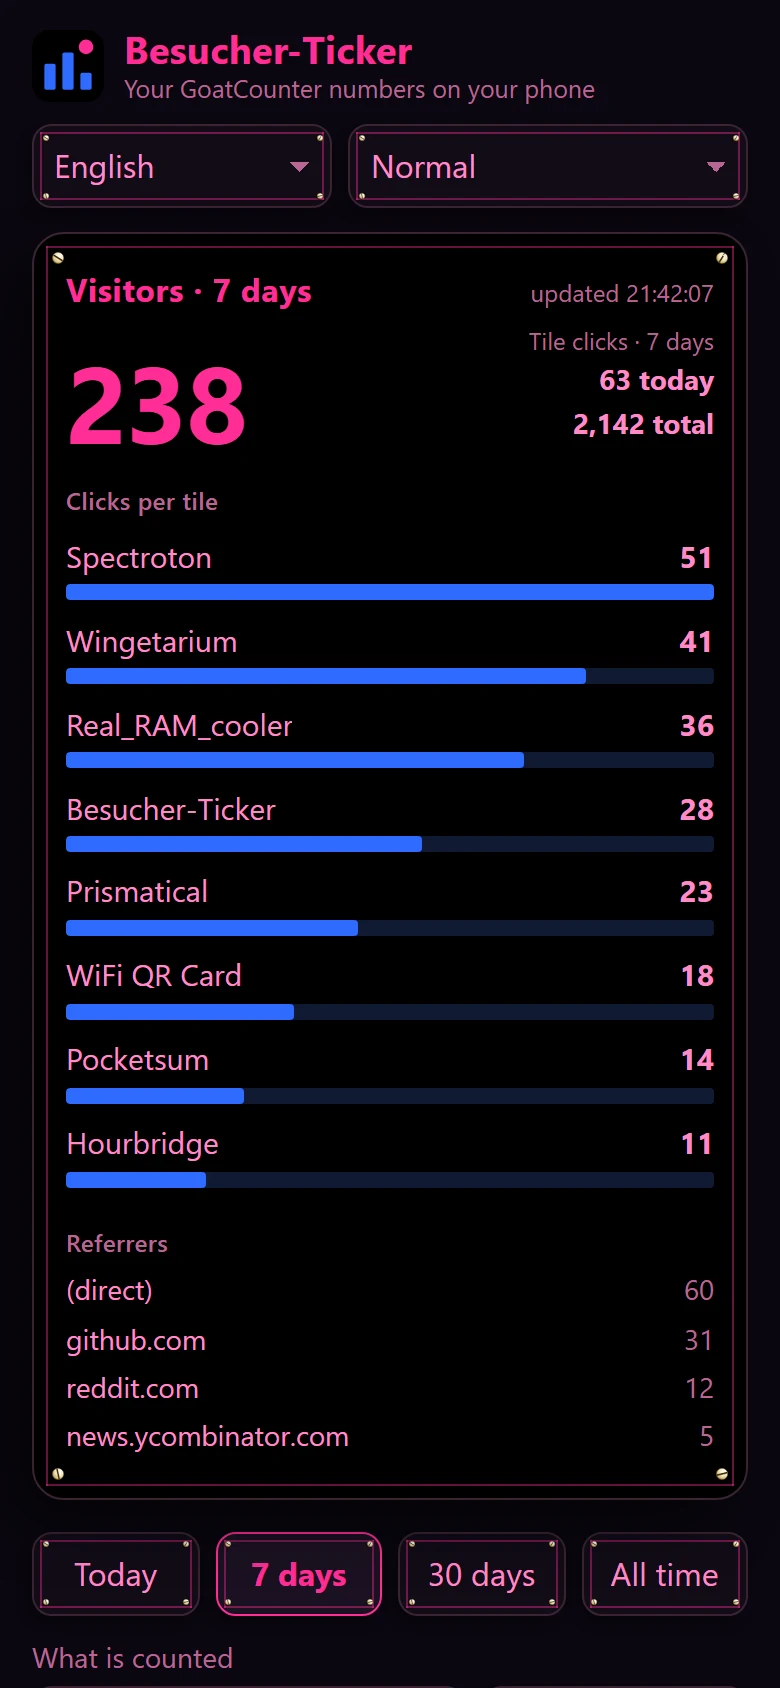 Besucher-Ticker
Your GoatCounter numbers on your phone
English
Normal
Visitors · 7 days
updated 21:42:07
Tile clicks · 7 days
238
63 today
2,142 total
Clicks per tile
Spectroton 51
Wingetarium 41
Real_RAM_cooler 36
Besucher-Ticker 28
Prismatical 23
WiFi QR Card 18
Pocketsum 14
Hourbridge 11
Referrers
(direct) 60
github.com 31
reddit.com 12
news.ycombinator.com 5
Today
7 days
30 days
All time
What is counted